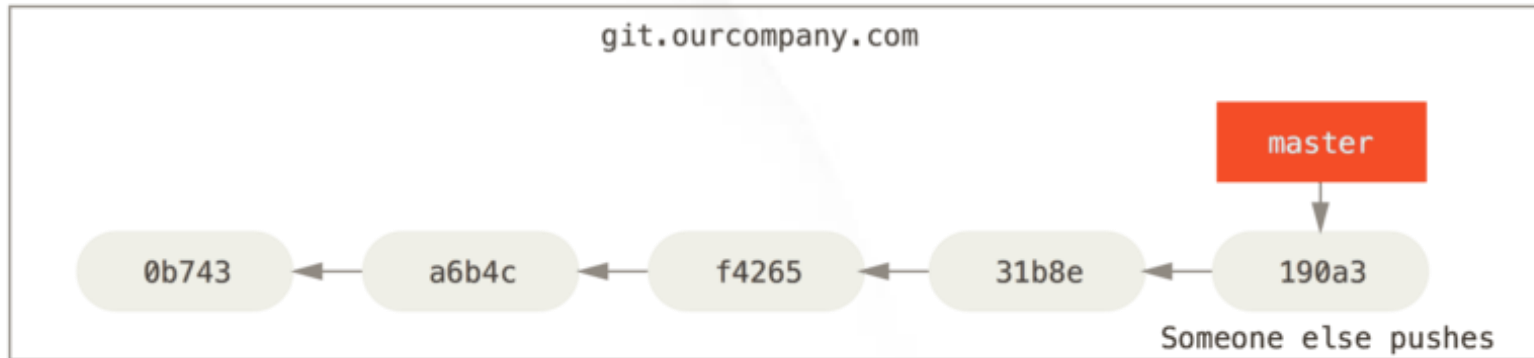 git.ourcompany.com
master
0b743 a6b4c f4265 31b8e 190a3
Someone else pushes